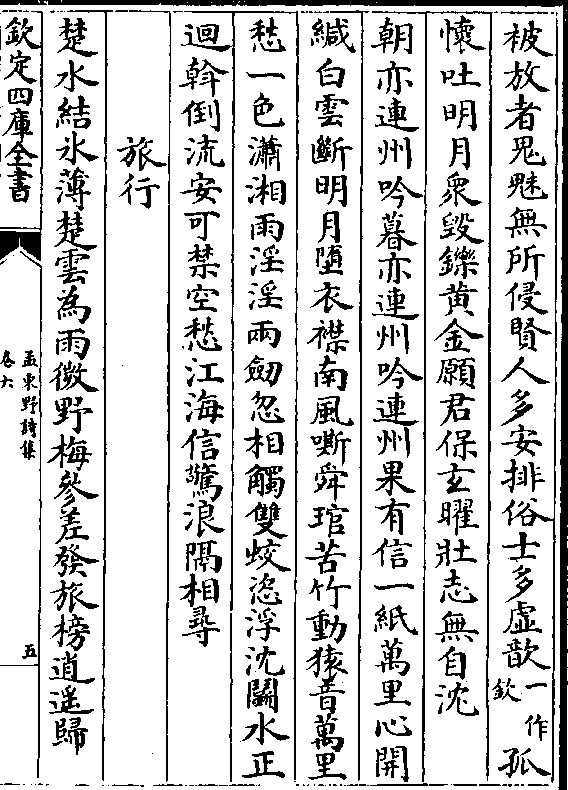 被放者鬼魅無所侵賢人多安排俗士多虛歆一作欽孤
懷吐明月衆毀鑠黄金願君保玄曜壯志無自沈
朝亦連州吟暮亦連州吟連州果有信一紙萬里心開
緘白雲斷明月墮衣襟南風嘶舜琯苦竹動猿音萬里
愁一色瀟湘雨淫淫兩劒忽相觸雙蛟恣浮沈鬭水正
迴斡倒流安可禁空愁江海信驚浪隔相尋
旅行
楚水結氷薄楚雲為雨微野梅參差發旅榜逍遥歸
欽定四庫全書
孟東野詩集
卷六
五